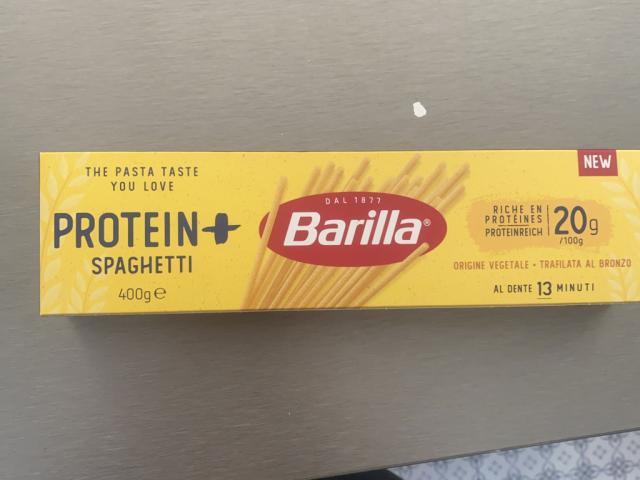 NEW
THE PASTA TASTE
YOU LOVE
PROTEIN+
SPAGHETTI
400g ℮
DAL 1877
Barilla®
RICHE EN
PROTÉINES
PROTEINREICH
20g
/100g
ORIGINE VEGETALE • TRAFILATA AL BRONZO
AL DENTE 13 MINUTI